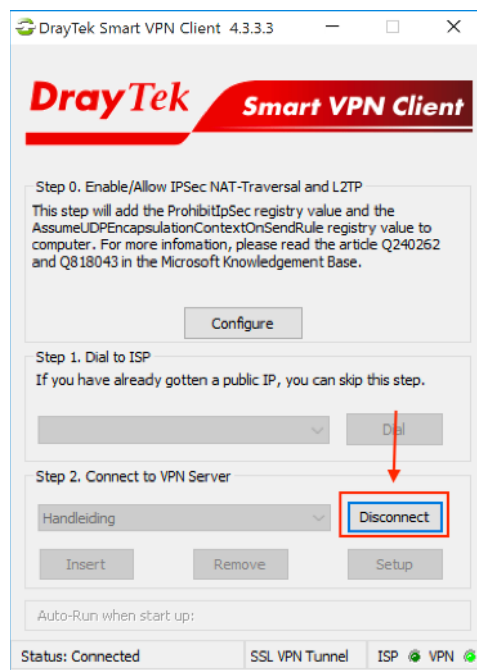 DrayTek Smart VPN Client 4.3.3.3
DrayTek Smart VPN Client
Step 0. Enable/Allow IPSec NAT-Traversal and L2TP
This step will add the ProhibitIpSec registry value and the
AssumeUDPEncapsulationContextOnSendRule registry value to
computer. For more infomation, please read the article Q240262
and Q818043 in the Microsoft Knowledgement Base.
Configure
Step 1. Dial to ISP
If you have already gotten a public IP, you can skip this step.
Dial
Step 2. Connect to VPN Server
Handleiding
Disconnect
Insert Remove Setup
Auto-Run when start up:
Status: Connected SSL VPN Tunnel ISP VPN